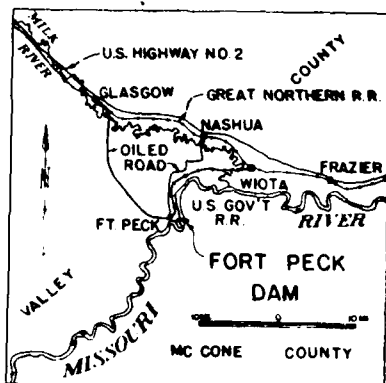 MILK
RIVER
U.S. HIGHWAY NO. 2
COUNTY
GLASGOW
GREAT NORTHERN R.R.
NASHUA
OILED
ROAD
FRAZIER
WIOTA
U.S. GOV'T
R.R.
RIVER
FT. PECK
FORT PECK
DAM
VALLEY
MISSOURI
0
MC CONE COUNTY